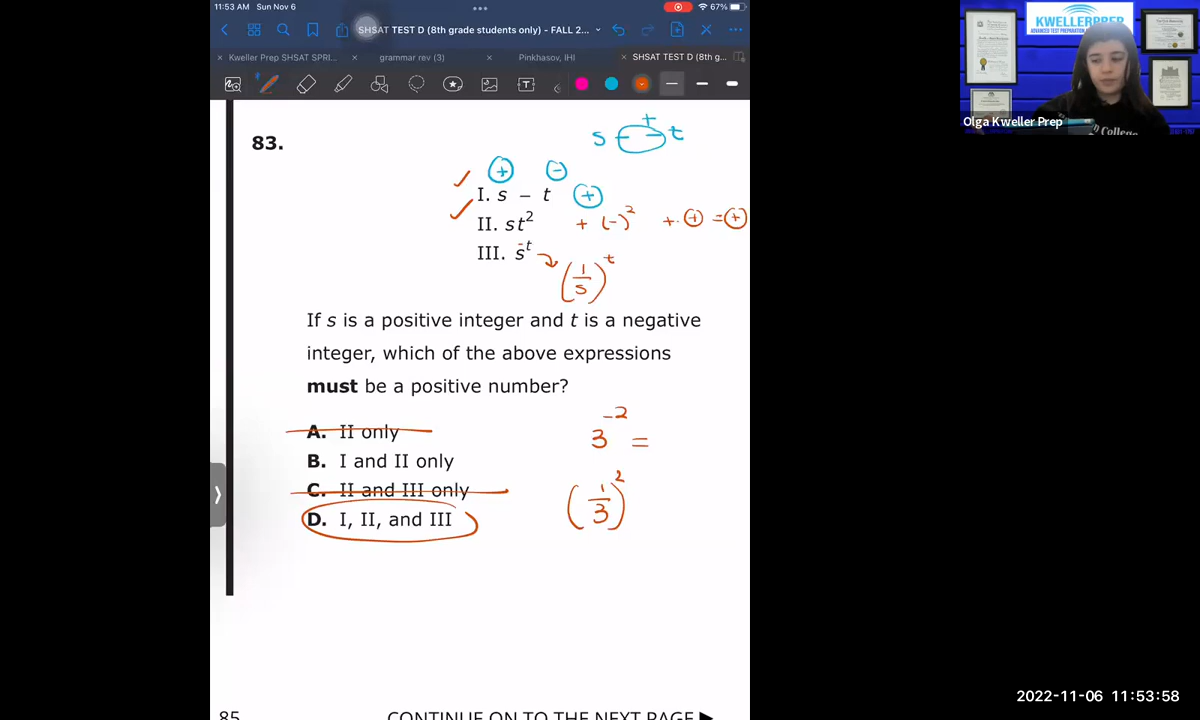 11:53 AM Sun Nov 6
67%
SHSAT TEST D (8th grade students only) - FALL 2...
Kweller Prep SHSAT SPRI...
grammar rev (3)
Pinkhasov, IHI
SHSAT TEST D (8th g...
KWELLERPREP
ADVANCED TEST PREPARATION
College
Olga Kweller Prep
83.
s - + - t
+ -
I. s – t +
II. st² + (-)² +·+ = +
III. s⁻ᵗ (1/s)ᵗ
If s is a positive integer and t is a negative
integer, which of the above expressions
must be a positive number?
A. II only
B. I and II only
C. II and III only
D. I, II, and III
3⁻² =
(1/3)²
85
CONTINUE ON TO THE NEXT PAGE ▶
2022-11-06 11:53:58